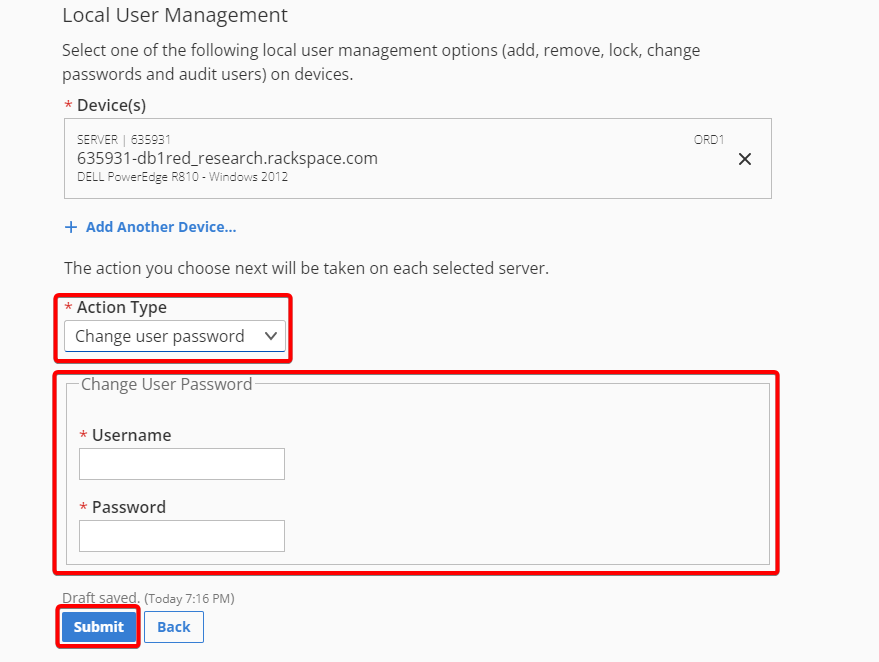 Local User Management
Select one of the following local user management options (add, remove, lock, change
passwords and audit users) on devices.
* Device(s)
SERVER | 635931 ORD1
635931-db1red_research.rackspace.com
DELL PowerEdge R810 - Windows 2012
+ Add Another Device...
The action you choose next will be taken on each selected server.
* Action Type
Change user password
Change User Password
* Username
* Password
Draft saved. (Today 7:16 PM)
Submit Back